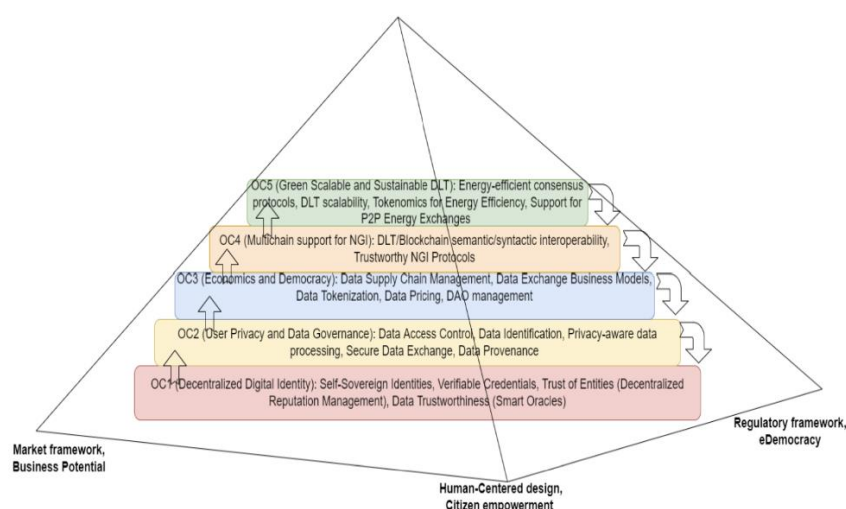 OC5 (Green Scalable and Sustainable DLT): Energy-efficient consensus
protocols, DLT scalability, Tokenomics for Energy Efficiency, Support for
P2P Energy Exchanges
OC4 (Multichain support for NGI): DLT/Blockchain semantic/syntactic interoperability,
Trustworthy NGI Protocols
OC3 (Economics and Democracy): Data Supply Chain Management, Data Exchange Business Models,
Data Tokenization, Data Pricing, DAO management
OC2 (User Privacy and Data Governance): Data Access Control, Data Identification, Privacy-aware data
processing, Secure Data Exchange, Data Provenance
OC1 (Decentralized Digital Identity): Self-Sovereign Identities, Verifiable Credentials, Trust of Entities (Decentralized
Reputation Management), Data Trustworthiness (Smart Oracles)
Market framework,
Business Potential
Human-Centered design,
Citizen empowerment
Regulatory framework,
eDemocracy